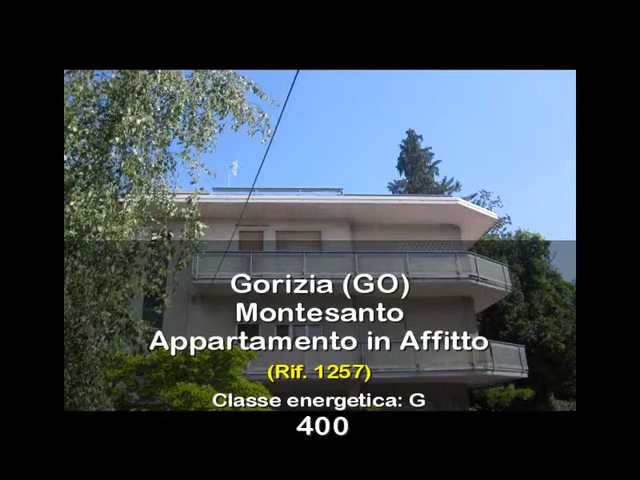 Gorizia (GO)
Montesanto
Appartamento in Affitto
(Rif. 1257)
Classe energetica: G
400